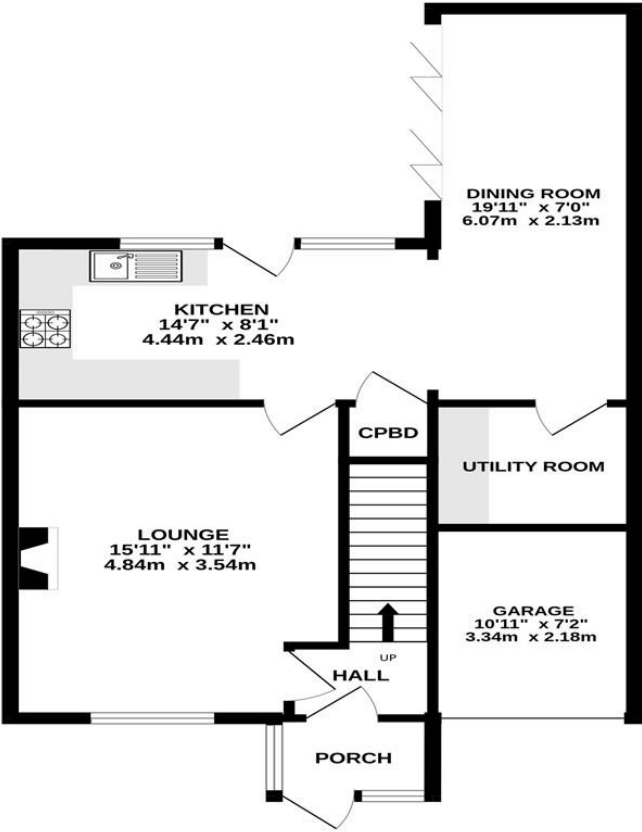 DINING ROOM
19'11" x 7'0"
6.07m x 2.13m
KITCHEN
14'7" x 8'1"
4.44m x 2.46m
CPBD
UTILITY ROOM
LOUNGE
15'11" x 11'7"
4.84m x 3.54m
GARAGE
10'11" x 7'2"
3.34m x 2.18m
UP
HALL
PORCH